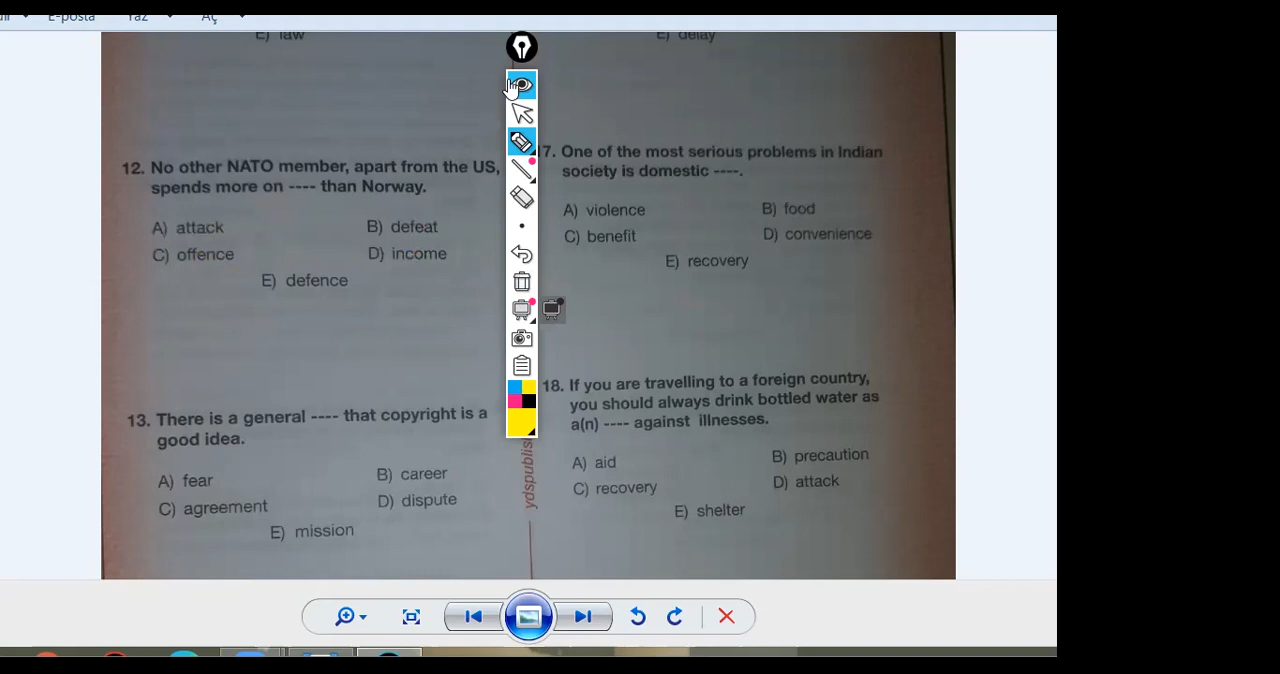 E-posta Yaz Aç
E) law
12. No other NATO member, apart from the US,
spends more on ---- than Norway.
A) attack B) defeat
C) offence D) income
E) defence
13. There is a general ---- that copyright is a
good idea.
A) fear B) career
C) agreement D) dispute
E) mission
E) delay
7. One of the most serious problems in Indian
society is domestic ----.
A) violence B) food
C) benefit D) convenience
E) recovery
18. If you are travelling to a foreign country,
you should always drink bottled water as
a(n) ---- against illnesses.
A) aid B) precaution
C) recovery D) attack
E) shelter
ydspublis